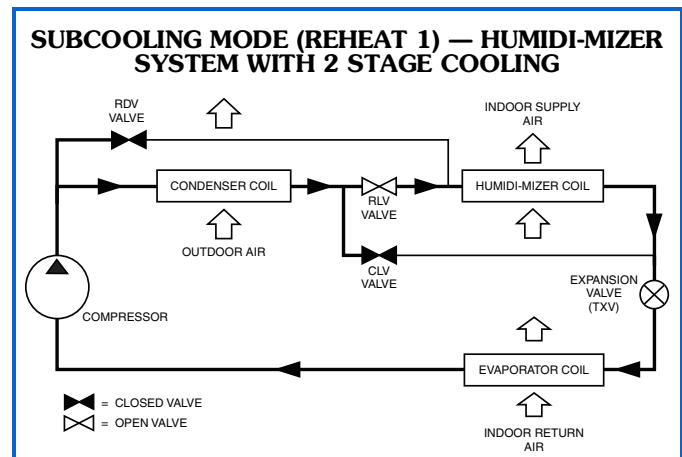 SUBCOOLING MODE (REHEAT 1) — HUMIDI-MIZER
SYSTEM WITH 2 STAGE COOLING
RDV
VALVE
INDOOR SUPPLY
AIR
CONDENSER COIL
RLV
VALVE
HUMIDI-MIZER COIL
OUTDOOR AIR
CLV
VALVE
EXPANSION
VALVE
(TXV)
COMPRESSOR
EVAPORATOR COIL
= CLOSED VALVE
= OPEN VALVE
INDOOR RETURN
AIR